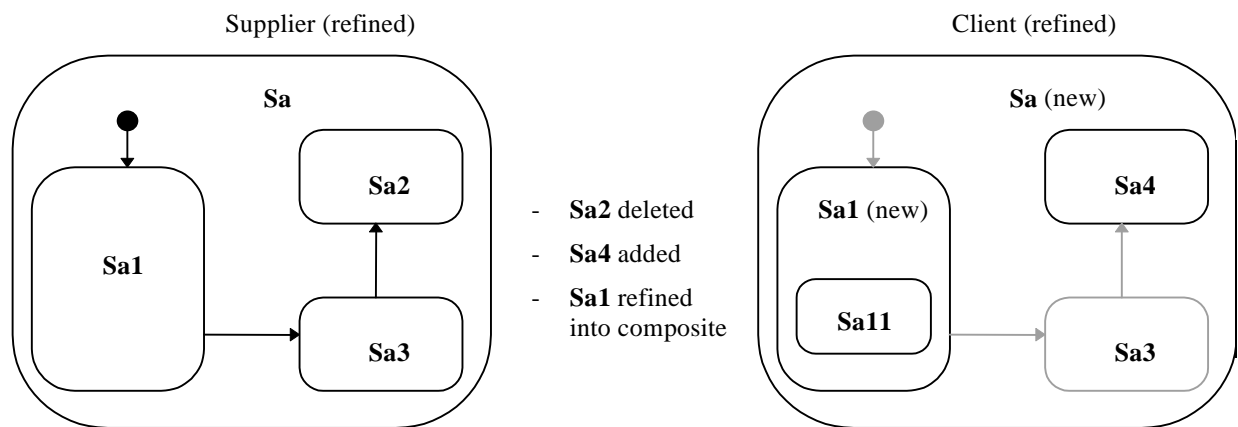 Supplier (refined)
Sa
Sa1
Sa2
Sa3
- Sa2 deleted
- Sa4 added
- Sa1 refined
into composite
Client (refined)
Sa (new)
Sa1 (new)
Sa11
Sa4
Sa3